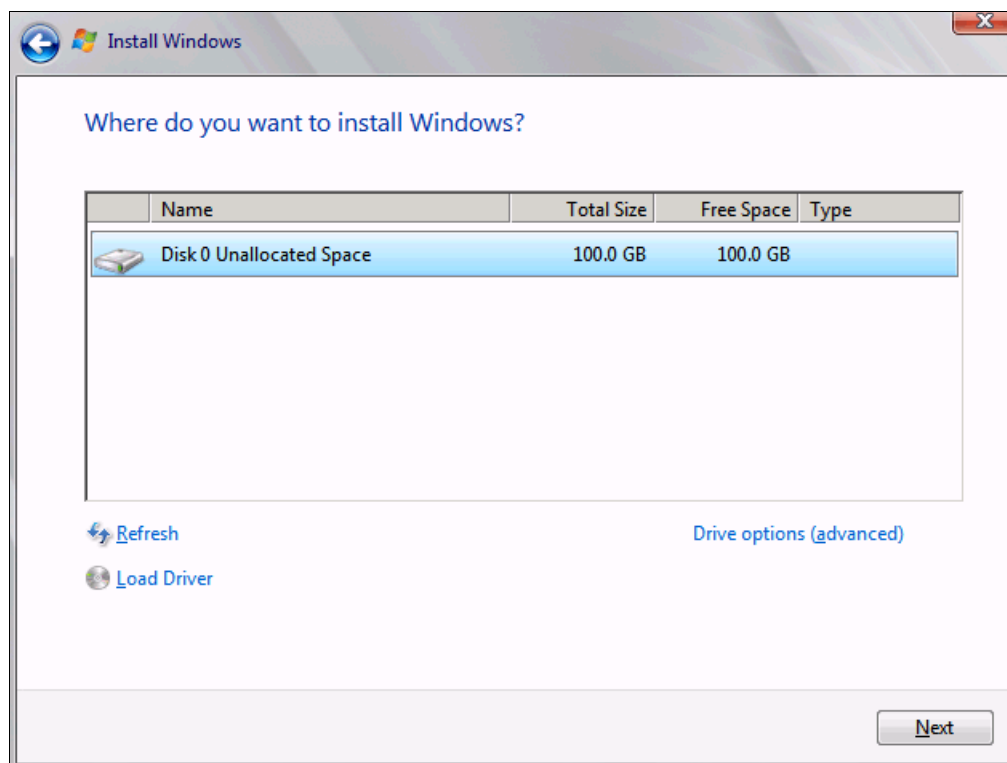 Install Windows
Where do you want to install Windows?
Name Total Size Free Space Type
Disk 0 Unallocated Space 100.0 GB 100.0 GB
Refresh Drive options (advanced)
Load Driver
Next